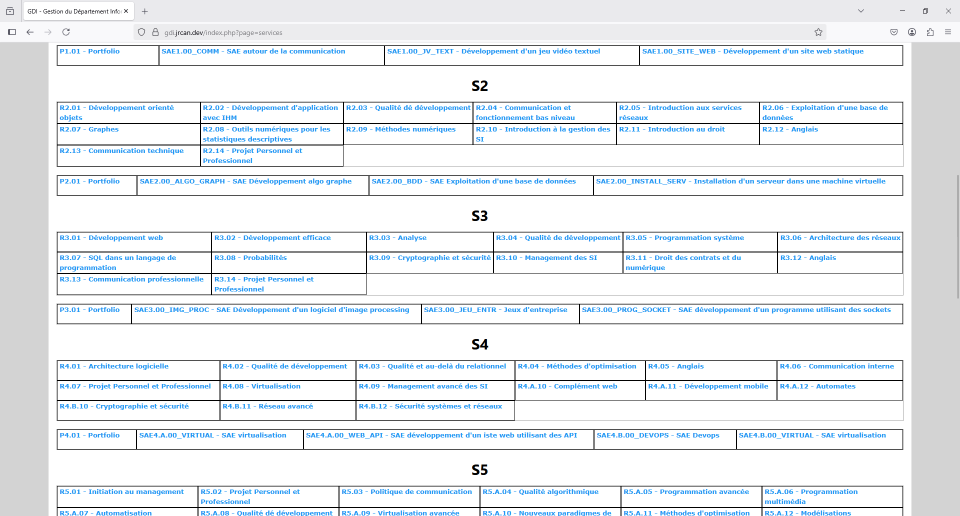 GDI - Gestion du Département Info
gdi.jrcan.dev/index.php?page=services
P1.01 - Portfolio
SAE1.00_COMM - SAE autour de la communication
SAE1.00_JV_TEXT - Développement d'un jeu vidéo textuel
SAE1.00_SITE_WEB - Développement d'un site web statique
S2
R2.01 - Développement orienté
objets
R2.02 - Développement d'application
avec IHM
R2.03 - Qualité dé développement
R2.04 - Communication et
fonctionnement bas niveau
R2.05 - Introduction aux services
réseaux
R2.06 - Exploitation d'une base de
données
R2.07 - Graphes
R2.08 - Outils numériques pour les
statistiques descriptives
R2.09 - Méthodes numériques
R2.10 - Introduction à la gestion des
SI
R2.11 - Introduction au droit
R2.12 - Anglais
R2.13 - Communication technique
R2.14 - Projet Personnel et
Professionnel
P2.01 - Portfolio
SAE2.00_ALGO_GRAPH - SAE Développement algo graphe
SAE2.00_BDD - SAE Exploitation d'une base de données
SAE2.00_INSTALL_SERV - Installation d'un serveur dans une machine virtuelle
S3
R3.01 - Développement web
R3.02 - Développement efficace
R3.03 - Analyse
R3.04 - Qualité de développement
R3.05 - Programmation système
R3.06 - Architecture des réseaux
R3.07 - SQL dans un langage de
programmation
R3.08 - Probabilités
R3.09 - Cryptographie et sécurité
R3.10 - Management des SI
R3.11 - Droit des contrats et du
numérique
R3.12 - Anglais
R3.13 - Communication professionnelle
R3.14 - Projet Personnel et
Professionnel
P3.01 - Portfolio
SAE3.00_IMG_PROC - SAE Développement d'un logiciel d'image processing
SAE3.00_JEU_ENTR - Jeux d'entreprise
SAE3.00_PROG_SOCKET - SAE développement d'un programme utilisant des sockets
S4
R4.01 - Architecture logicielle
R4.02 - Qualité de développement
R4.03 - Qualité et au-delà du relationnel
R4.04 - Méthodes d'optimisation
R4.05 - Anglais
R4.06 - Communication interne
R4.07 - Projet Personnel et Professionnel
R4.08 - Virtualisation
R4.09 - Management avancé des SI
R4.A.10 - Complément web
R4.A.11 - Développement mobile
R4.A.12 - Automates
R4.B.10 - Cryptographie et sécurité
R4.B.11 - Réseau avancé
R4.B.12 - Sécurité systèmes et réseaux
P4.01 - Portfolio
SAE4.A.00_VIRTUAL - SAE virtualisation
SAE4.A.00_WEB_API - SAE développement d'un iste web utilisant des API
SAE4.B.00_DEVOPS - SAE Devops
SAE4.B.00_VIRTUAL - SAE virtualisation
S5
R5.01 - Initiation au management
R5.02 - Projet Personnel et
Professionnel
R5.03 - Politique de communication
R5.A.04 - Qualité algorithmique
R5.A.05 - Programmation avancée
R5.A.06 - Programmation
multimédia
R5.A.07 - Automatisation
R5.A.08 - Qualité dé développement
R5.A.09 - Virtualisation avancée
R5.A.10 - Nouveaux paradigmes de
R5.A.11 - Méthodes d'optimisation
R5.A.12 - Modélisations